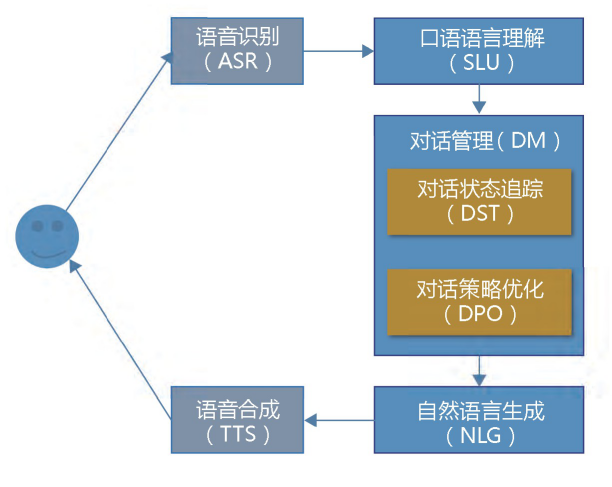 语音识别
（ASR）
口语语言理解
（SLU）
对话管理（DM）
对话状态追踪
（DST）
对话策略优化
（DPO）
自然语言生成
（NLG）
语音合成
（TTS）